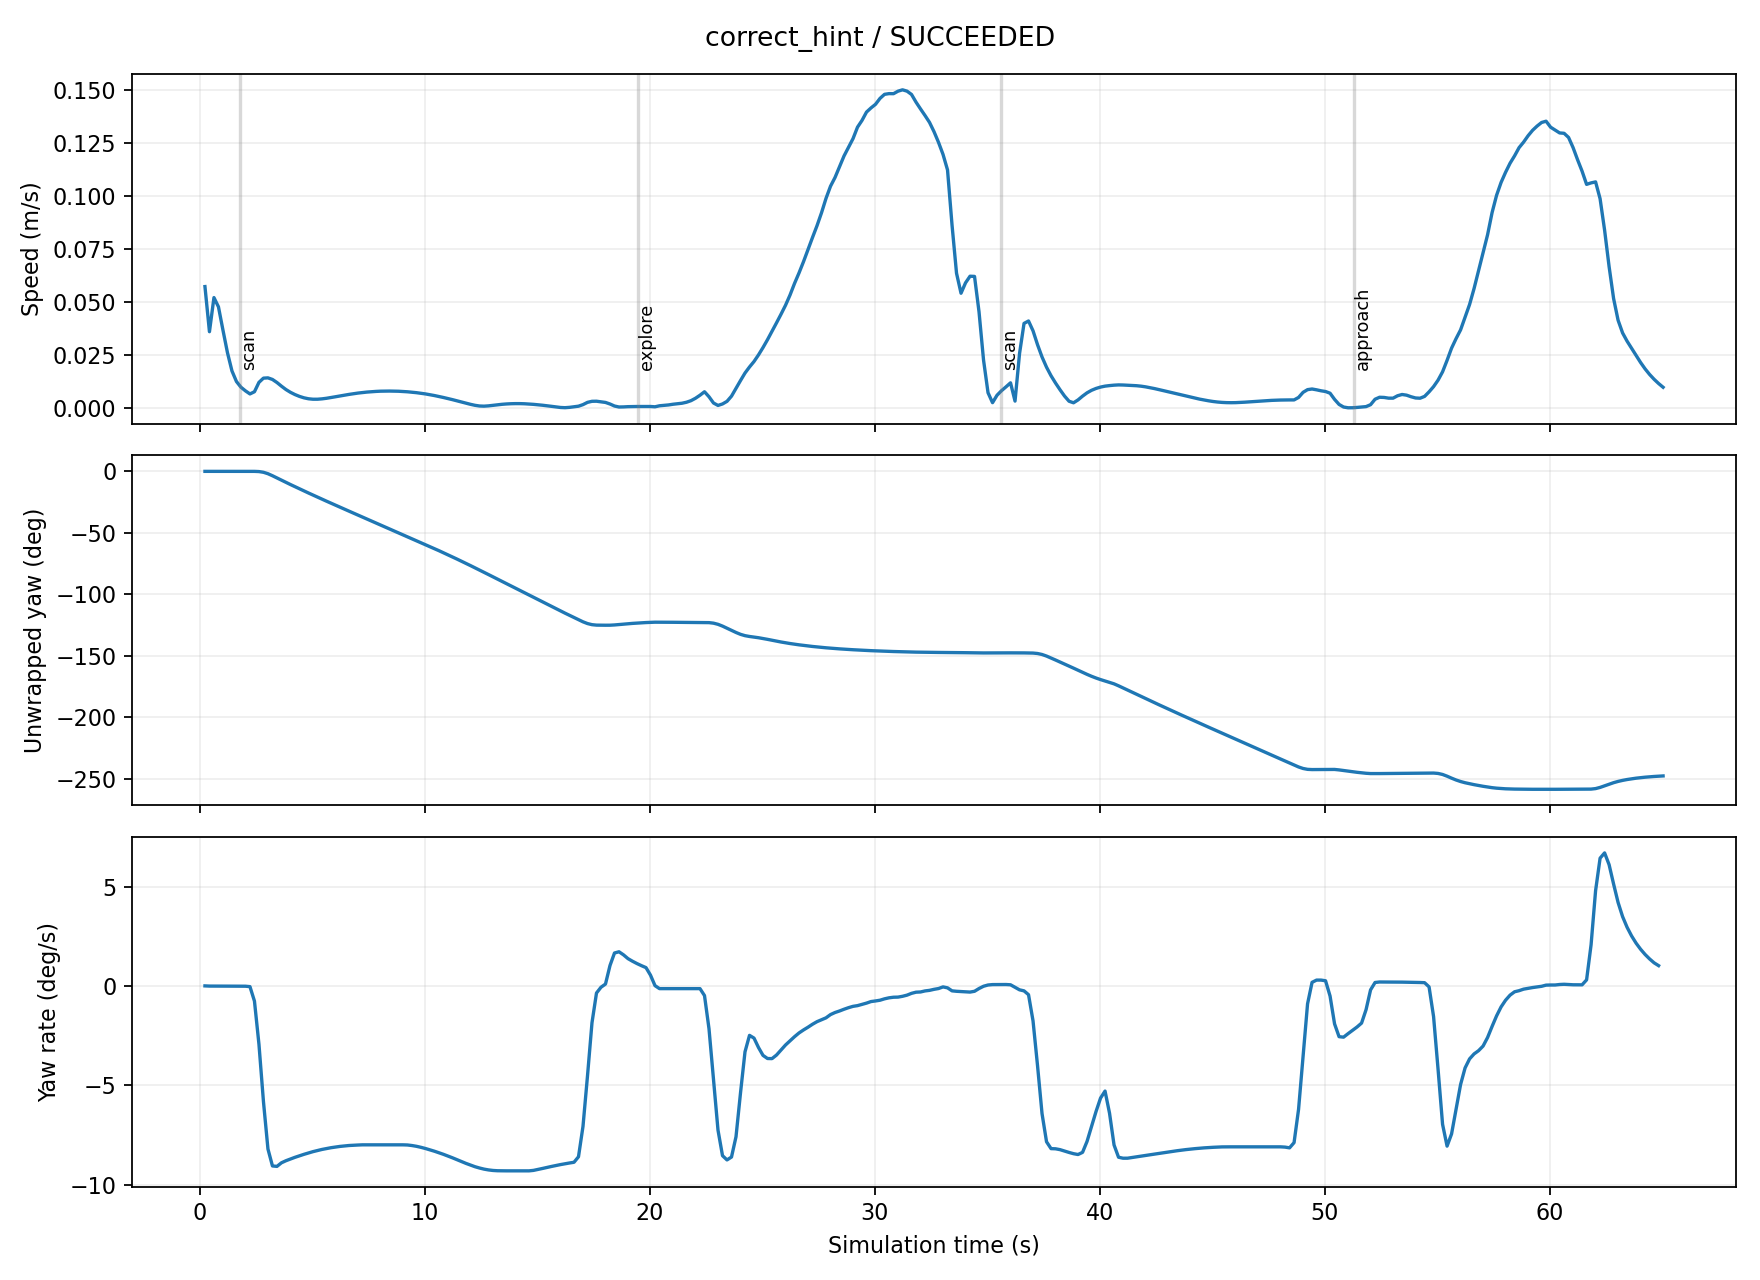 correct_hint / SUCCEEDED
Speed (m/s)
0.150
0.125
0.100
0.075
0.050
0.025
0.000
scan
explore
scan
approach
Unwrapped yaw (deg)
0
−50
−100
−150
−200
−250
Yaw rate (deg/s)
5
0
−5
−10
0 10 20 30 40 50 60
Simulation time (s)